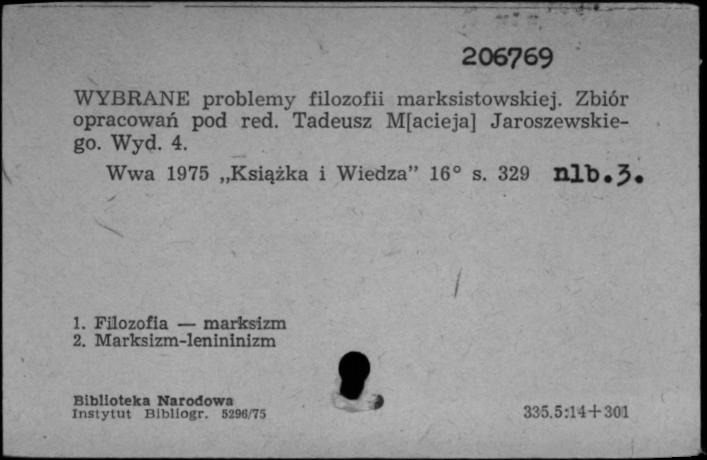 206769
WYBRANE problemy filozofii marksistowskiej. Zbiór
opracowań pod red. Tadeusz M[acieja] Jaroszewskie-
go. Wyd. 4.
Wwa 1975 „Książka i Wiedza” 16° s. 329 nlb.3.
1. Filozofia — marksizm
2. Marksizm-lenininizm
Biblioteka Narodowa
Instytut Bibliogr. 5296/75
335.5:14+301